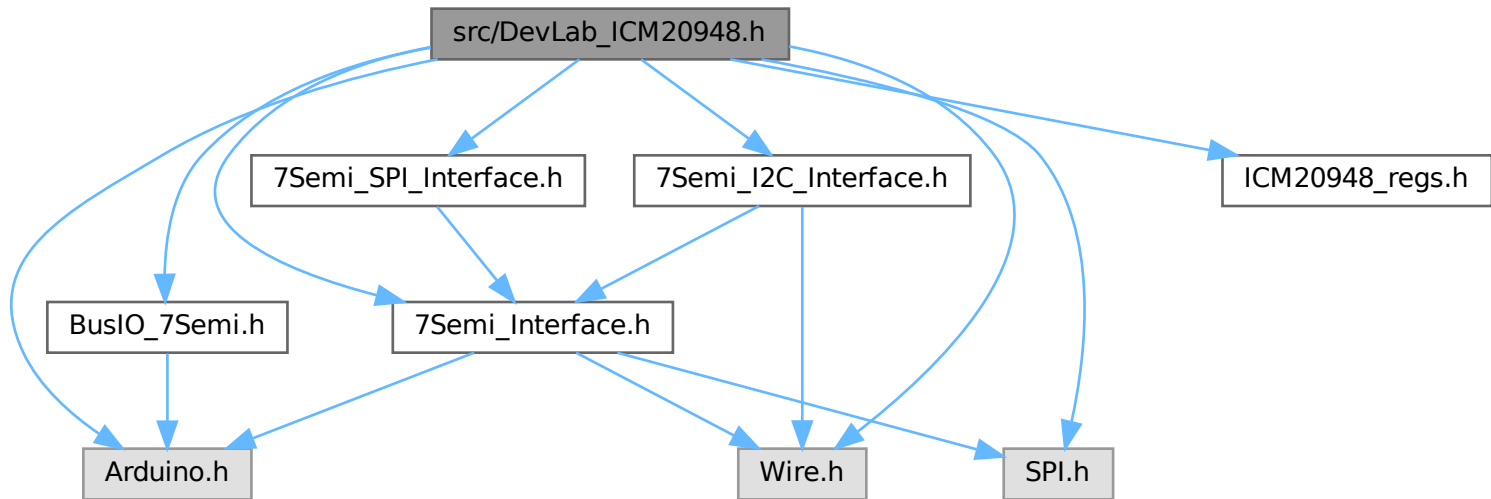 src/DevLab_ICM20948.h
7Semi_SPI_Interface.h
7Semi_I2C_Interface.h
ICM20948_regs.h
BusIO_7Semi.h
7Semi_Interface.h
Arduino.h
Wire.h
SPI.h